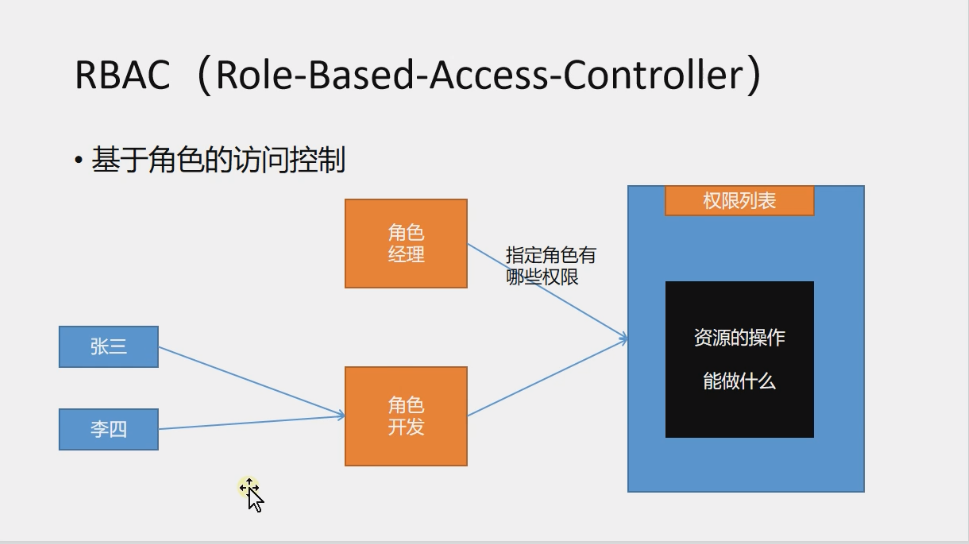 RBAC（Role-Based-Access-Controller）
• 基于角色的访问控制
权限列表
角色
经理
指定角色有
哪些权限
资源的操作
能做什么
张三
李四
角色
开发